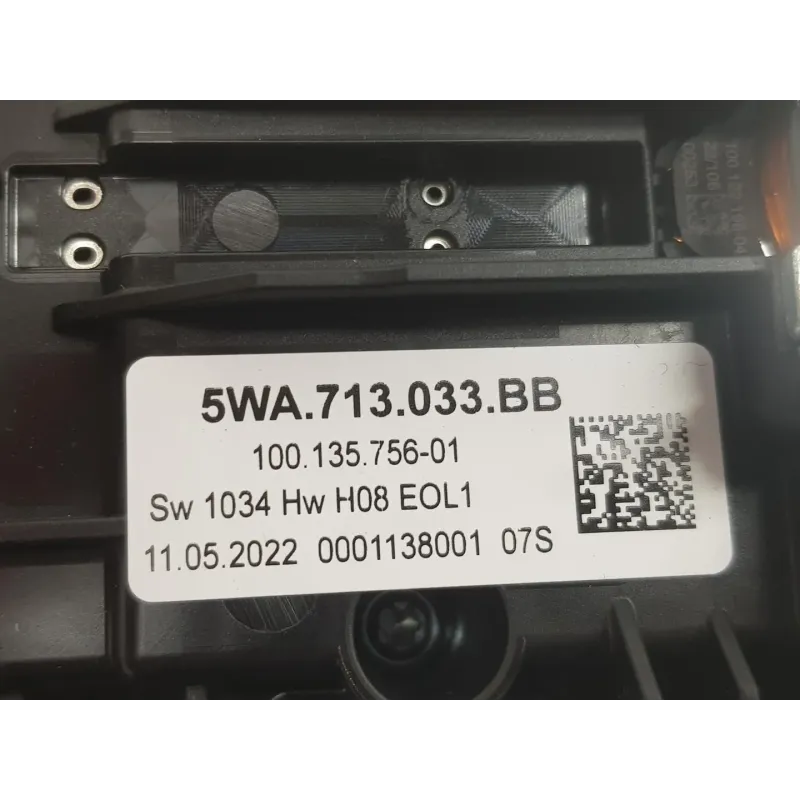 5WA.713.033.BB
100.135.756-01
Sw 1034 Hw H08 EOL1
11.05.2022 0001138001 07S